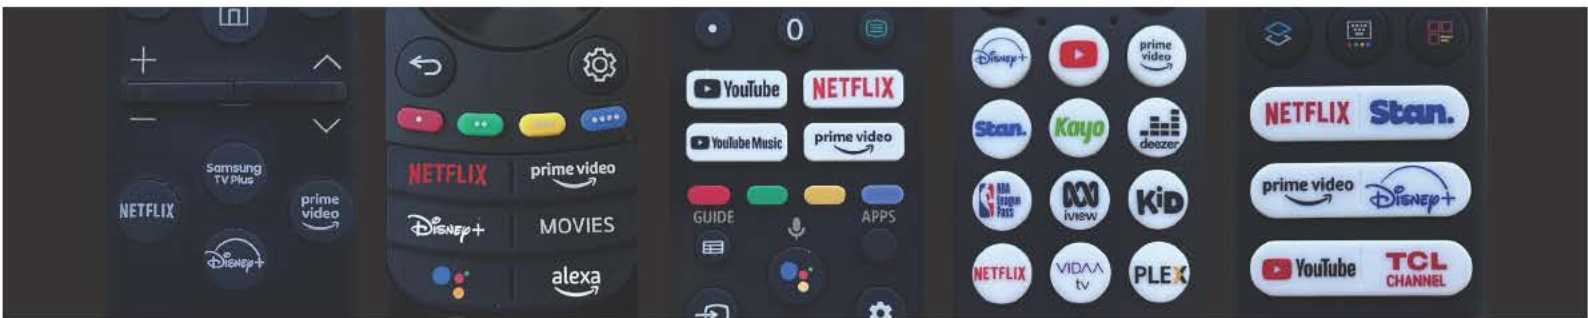 Samsung
TV Plus
NETFLIX
prime
video
Disney+
NETFLIX
prime video
Disney+
MOVIES
alexa
0
YouTube
NETFLIX
YouTube Music
prime video
GUIDE
APPS
Disney+
prime
video
Stan.
Kayo
deezer
NBA
League
Pass
iview
KiD
NETFLIX
VIDAA
tv
PLEX
NETFLIX
Stan.
prime video
Disney+
YouTube
TCL
CHANNEL